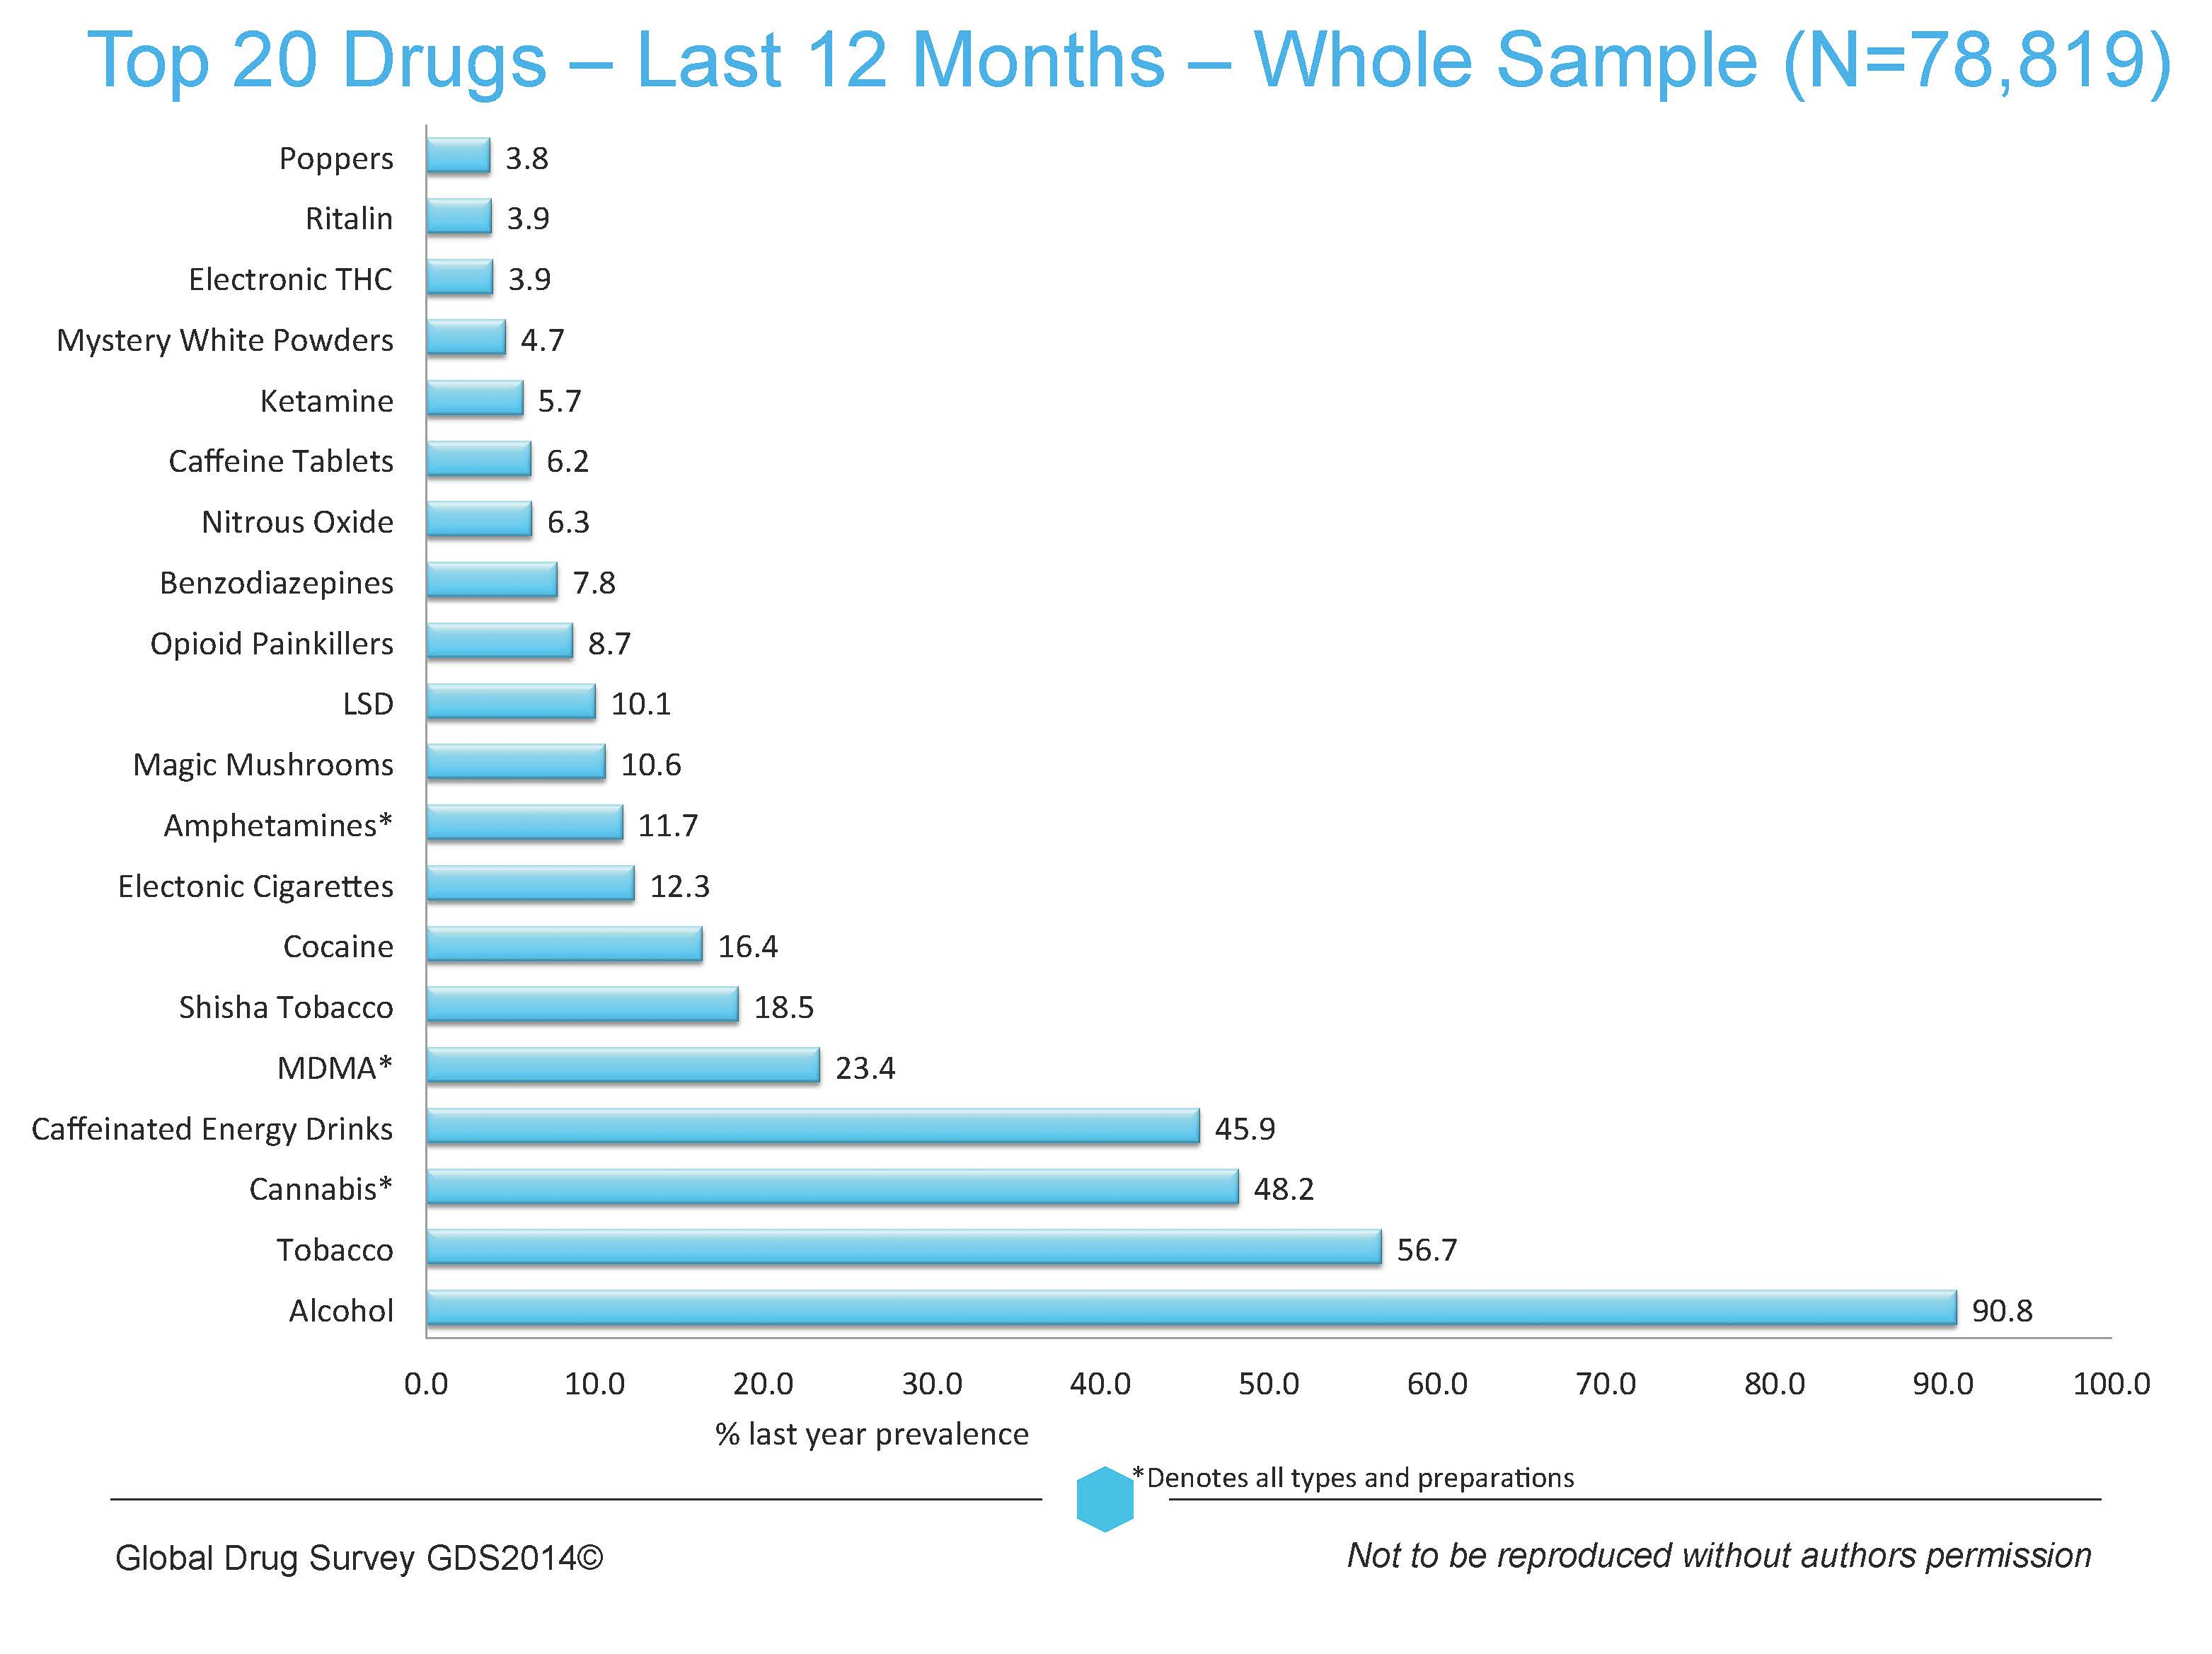 Top 20 Drugs – Last 12 Months – Whole Sample (N=78,819)
Poppers 3.8
Ritalin 3.9
Electronic THC 3.9
Mystery White Powders 4.7
Ketamine 5.7
Caffeine Tablets 6.2
Nitrous Oxide 6.3
Benzodiazepines 7.8
Opioid Painkillers 8.7
LSD 10.1
Magic Mushrooms 10.6
Amphetamines* 11.7
Electonic Cigarettes 12.3
Cocaine 16.4
Shisha Tobacco 18.5
MDMA* 23.4
Caffeinated Energy Drinks 45.9
Cannabis* 48.2
Tobacco 56.7
Alcohol 90.8
0.0 10.0 20.0 30.0 40.0 50.0 60.0 70.0 80.0 90.0 100.0
% last year prevalence
*Denotes all types and preparations
Global Drug Survey GDS2014©
Not to be reproduced without authors permission